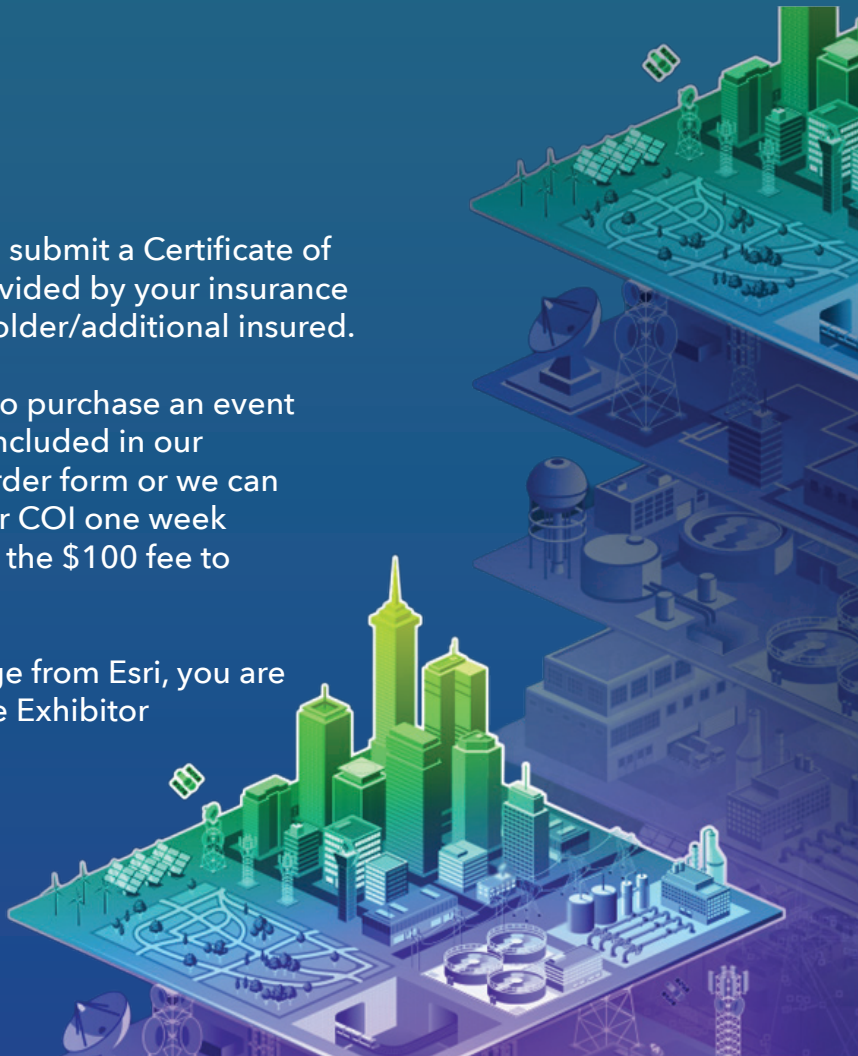 submit a Certificate of
vided by your insurance
older/additional insured.
o purchase an event
ncluded in our
rder form or we can
r COI one week
the $100 fee to
ge from Esri, you are
e Exhibitor